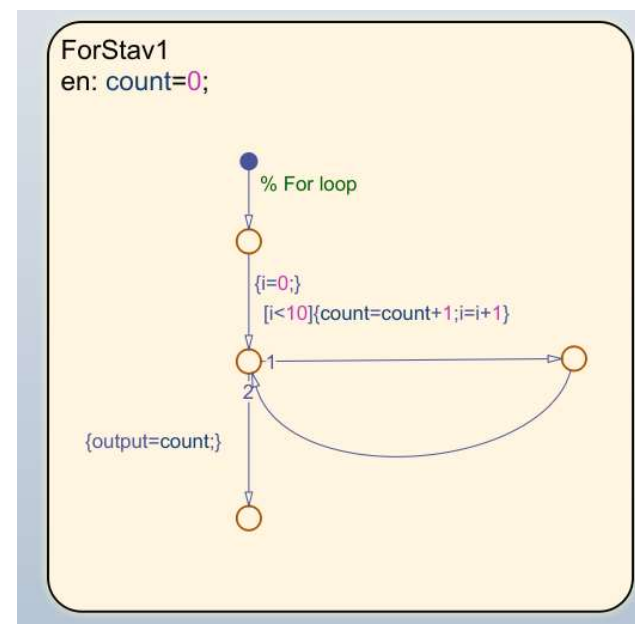 ForStav1
en: count=0;
% For loop
{i=0;}
[i<10]{count=count+1;i=i+1}
1
2
{output=count;}